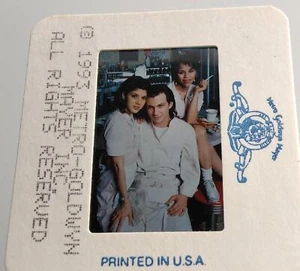 © 1993 METRO-GOLDWYN
MAYER INC.
ALL RIGHTS RESERVED
Metro Goldwyn Mayer
PRINTED IN U.S.A.